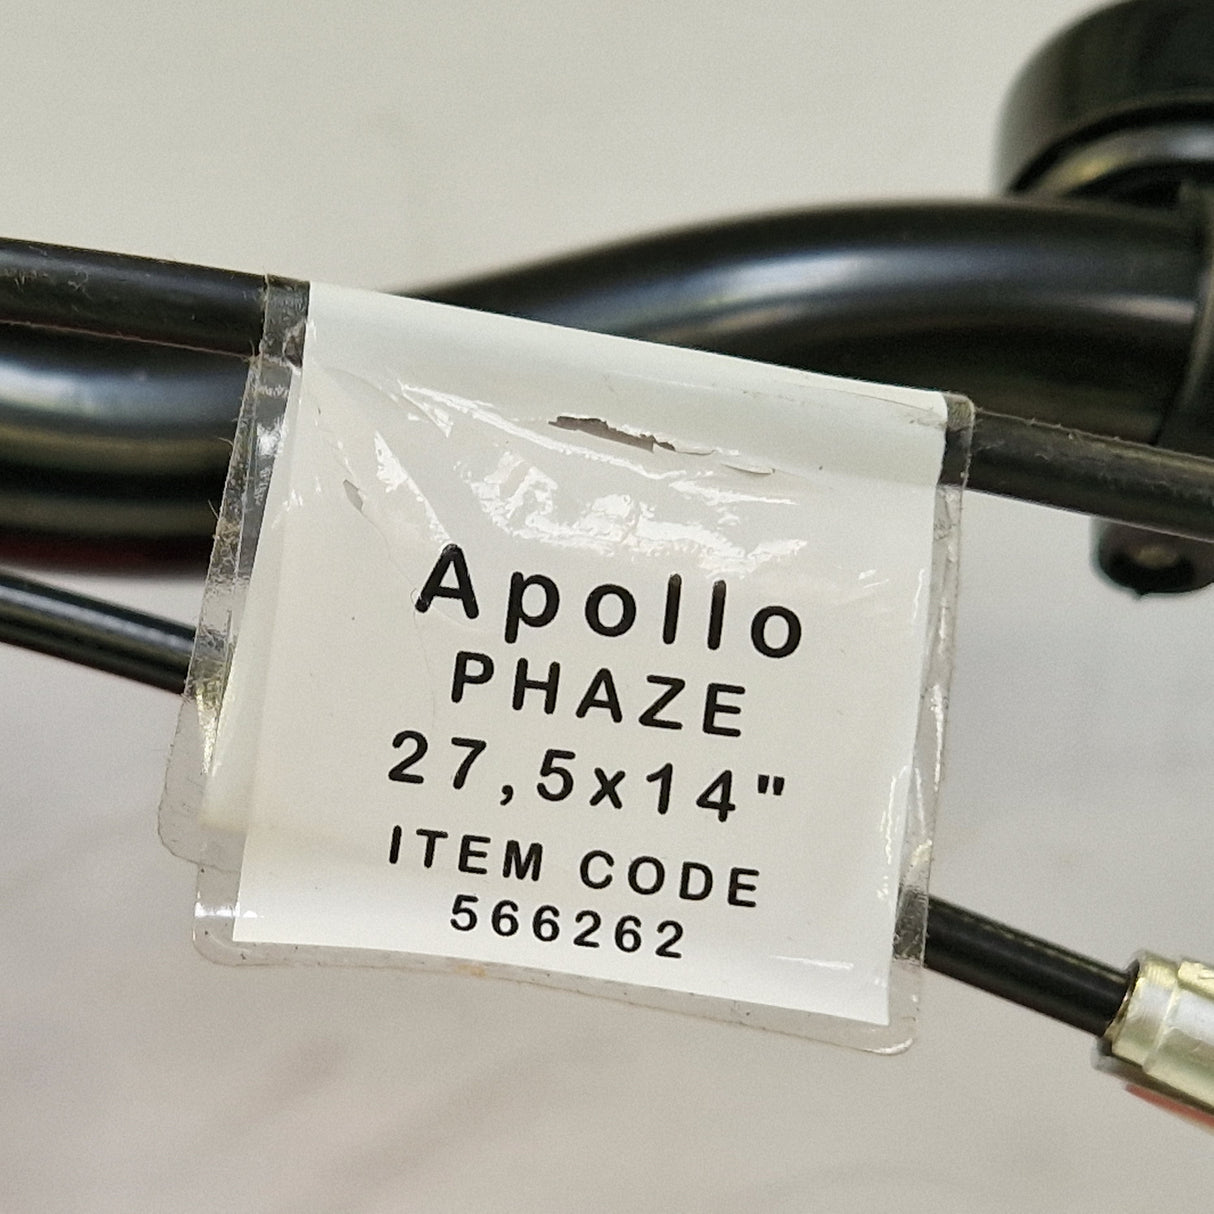 Apollo
PHAZE
27,5x14"
ITEM CODE
566262